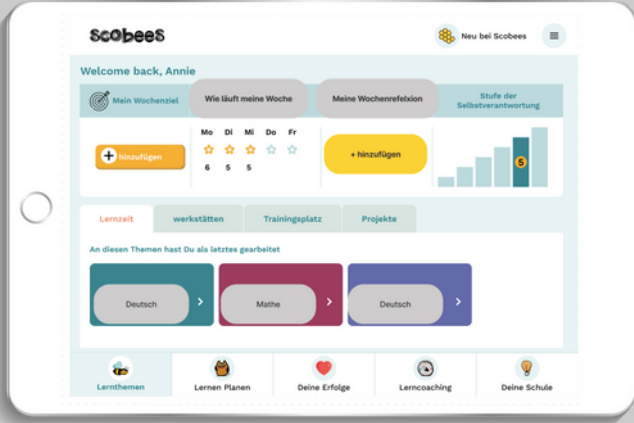 scobees
Neu bei Scobees
Welcome back, Annie
Mein Wochenziel
Wie läuft meine Woche
Meine Wochenrefelxion
Stufe der
Selbstverantwortung
Mo Di Mi Do Fr
+ hinzufügen
6 5 5
+ hinzufügen
5
Lernzeit
werkstätten
Trainingsplatz
Projekte
An diesen Themen hast Du als letztes gearbeitet
Deutsch
Mathe
Deutsch
Lernthemen
Lernen Planen
Deine Erfolge
Lerncoaching
Deine Schule